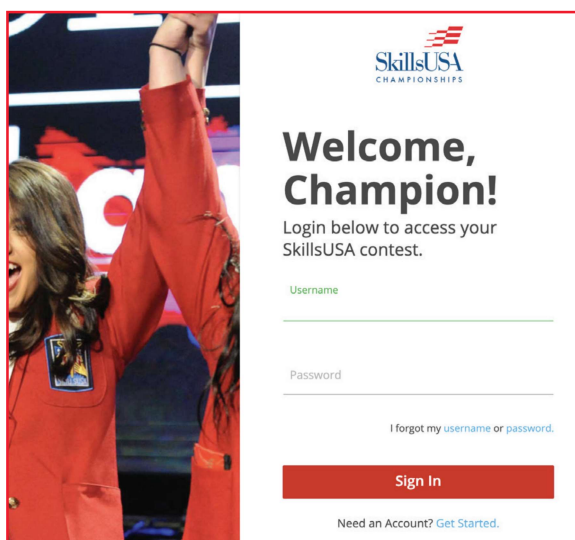 SkillsUSA
CHAMPIONSHIPS
Welcome,
Champion!
Login below to access your
SkillsUSA contest.
Username
Password
I forgot my username or password.
Sign In
Need an Account? Get Started.